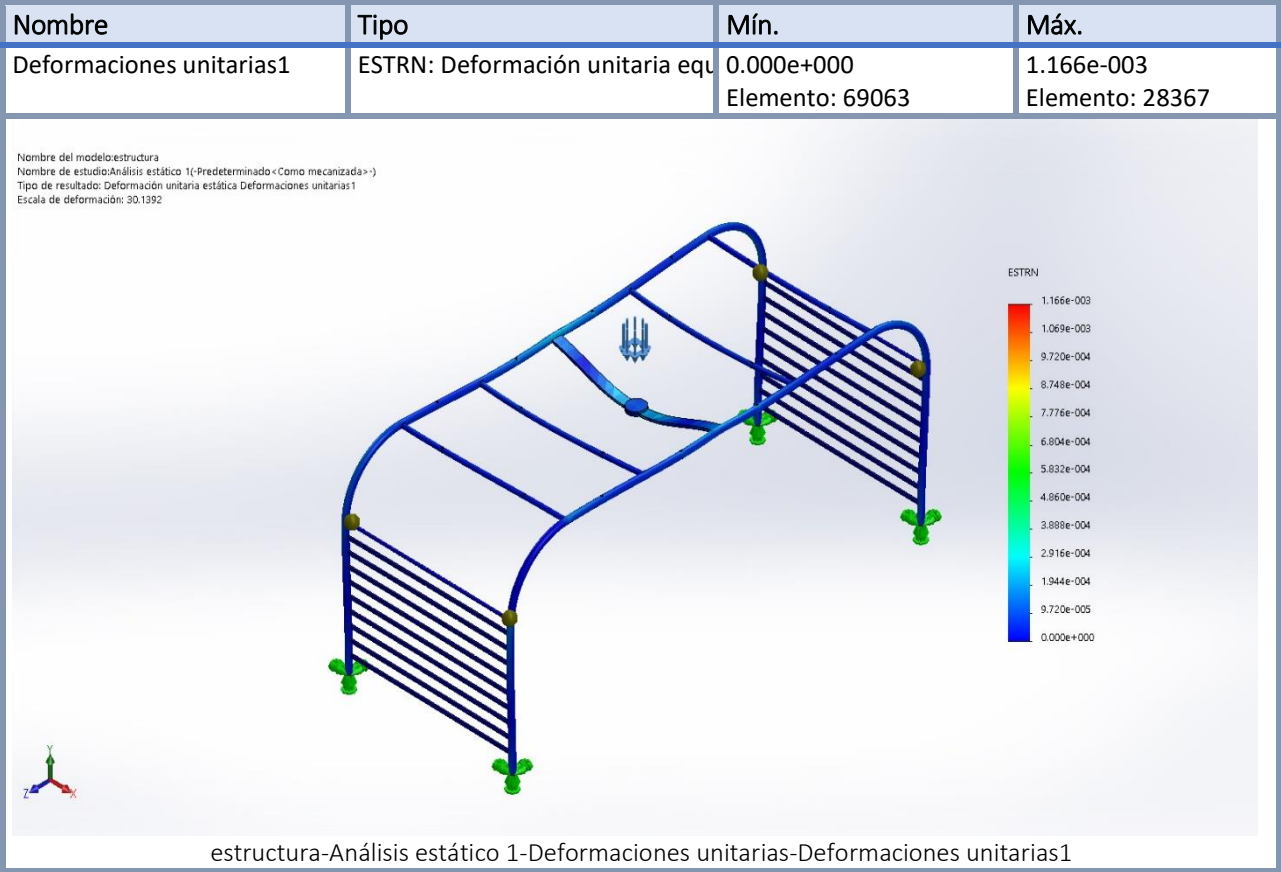 Nombre Tipo Mín. Máx.
Deformaciones unitarias1 ESTRN: Deformación unitaria equ 0.000e+000 1.166e-003
Elemento: 69063 Elemento: 28367
Nombre del modelo:estructura
Nombre de estudio:Análisis estático 1(-Predeterminado<Como mecanizada>-)
Tipo de resultado: Deformación unitaria estática Deformaciones unitarias1
Escala de deformación: 30.1392
ESTRN
1.166e-003
1.069e-003
9.720e-004
8.748e-004
7.776e-004
6.804e-004
5.832e-004
4.860e-004
3.888e-004
2.916e-004
1.944e-004
9.720e-005
0.000e+000
Y
Z X
estructura-Análisis estático 1-Deformaciones unitarias-Deformaciones unitarias1